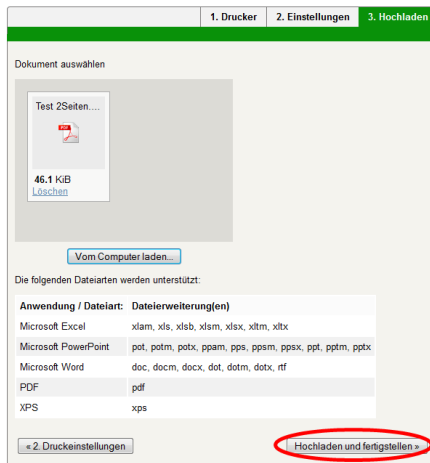 1. Drucker 2. Einstellungen 3. Hochladen
Dokument auswählen
Test 2Seiten....
PDF
46.1 KiB
Löschen
Vom Computer laden...
Die folgenden Dateiarten werden unterstützt:
Anwendung / Dateiart: Dateierweiterung(en)
Microsoft Excel xlam, xls, xlsb, xlsm, xlsx, xltm, xltx
Microsoft PowerPoint pot, potm, potx, ppam, pps, ppsm, ppsx, ppt, pptm, pptx
Microsoft Word doc, docm, docx, dot, dotm, dotx, rtf
PDF pdf
XPS xps
« 2. Druckeinstellungen Hochladen und fertigstellen »